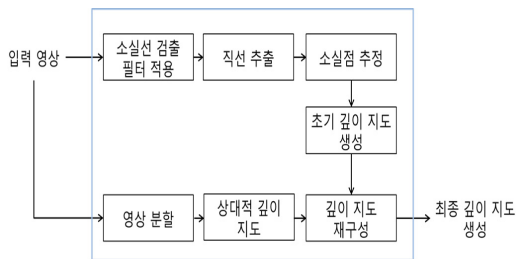 입력 영상
소실선 검출
필터 적용
직선 추출
소실점 추정
초기 깊이 지도
생성
영상 분할
상대적 깊이
지도
깊이 지도
재구성
최종 깊이 지도
생성